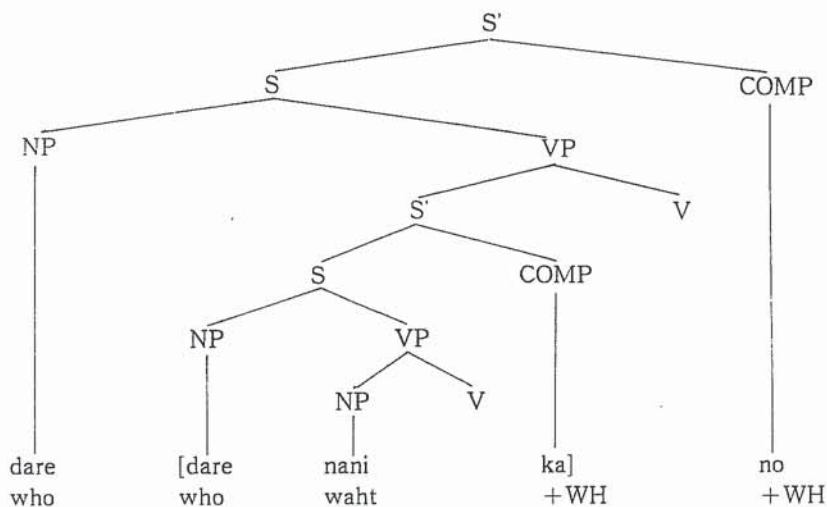 S'
S COMP
NP VP
S' V
S COMP
NP VP
NP V
dare [dare nani ka] no
who who waht +WH +WH